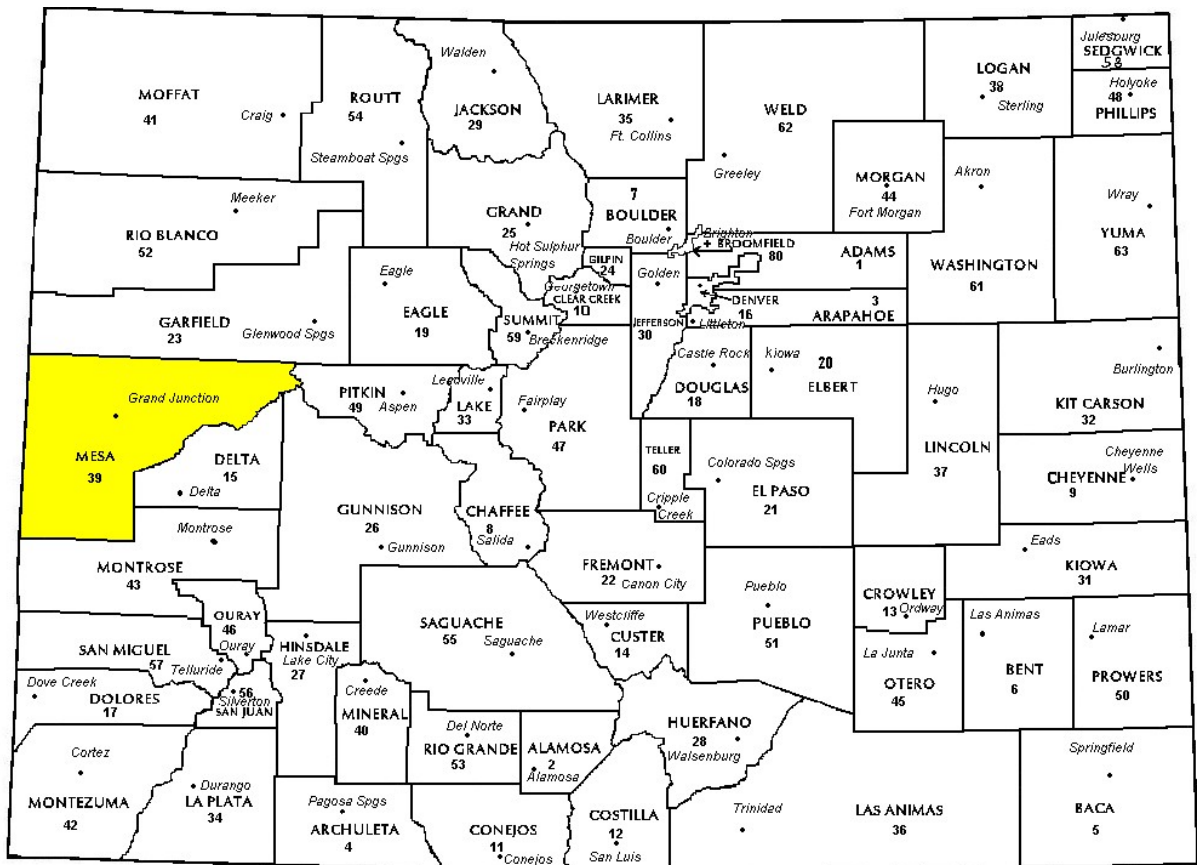 Julesburg
SEDGWICK
58
LOGAN
38
Sterling
Holyoke
48
PHILLIPS
Walden
JACKSON
29
MOFFAT
41
Craig
ROUTT
54
Steamboat Spgs
LARIMER
35
Ft. Collins
WELD
62
Greeley
MORGAN
44
Fort Morgan
Akron
WASHINGTON
61
Wray
YUMA
63
Meeker
RIO BLANCO
52
GRAND
25
Hot Sulphur
Springs
7
BOULDER
Boulder
Brighton
+ BROOMFIELD
80
ADAMS
1
GILPIN
24
Golden
Georgetown
CLEAR CREEK
10
DENVER
16
3
ARAPAHOE
Littleton
JEFFERSON
30
Eagle
EAGLE
19
SUMMIT
59
Breckenridge
GARFIELD
23
Glenwood Spgs
Castle Rock
DOUGLAS
18
kiowa
20
ELBERT
Hugo
LINCOLN
37
Burlington
KIT CARSON
32
Grand Junction
MESA
39
PITKIN
49
Aspen
Leadville
LAKE
33
Fairplay
PARK
47
DELTA
15
Delta
TELLER
60
Cripple
Creek
Colorado Spgs
EL PASO
21
Cheyenne
Wells
CHEYENNE
9
GUNNISON
26
Gunnison
CHAFFEE
8
Salida
Montrose
MONTROSE
43
FREMONT
22
Canon City
Pueblo
PUEBLO
51
CROWLEY
13
Ordway
Eads
KIOWA
31
OURAY
46
Ouray
SAN MIGUEL
57
Telluride
HINSDALE
Lake City
27
SAGUACHE
55
Saguache
Westcliffe
CUSTER
14
La Junta
OTERO
45
Las Animas
BENT
6
Lamar
PROWERS
50
Dove Creek
DOLORES
17
56
Silverton
SAN JUAN
Creede
MINERAL
40
Del Norte
RIO GRANDE
53
ALAMOSA
2
Alamosa
HUERFANO
28
Walsenburg
Cortez
MONTEZUMA
42
Durango
LA PLATA
34
Pagosa Spgs
ARCHULETA
4
CONEJOS
11
Conejos
COSTILLA
12
San Luis
Trinidad
LAS ANIMAS
36
Springfield
BACA
5